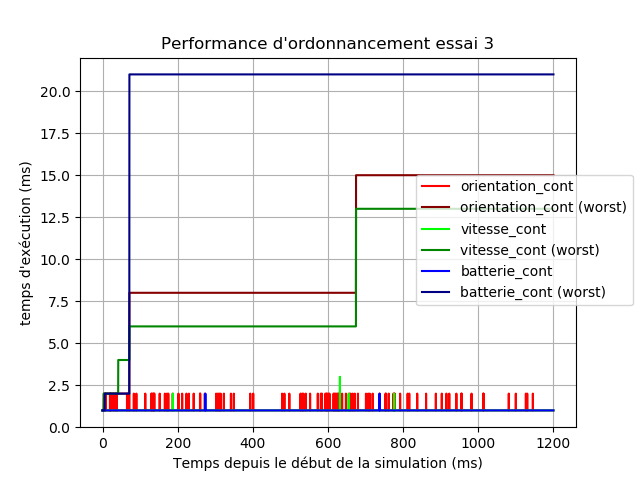 Performance d'ordonnancement essai 3
temps d'exécution (ms)
20.0
17.5
15.0
12.5
10.0
7.5
5.0
2.5
0.0
orientation_cont
orientation_cont (worst)
vitesse_cont
vitesse_cont (worst)
batterie_cont
batterie_cont (worst)
0 200 400 600 800 1000 1200
Temps depuis le début de la simulation (ms)